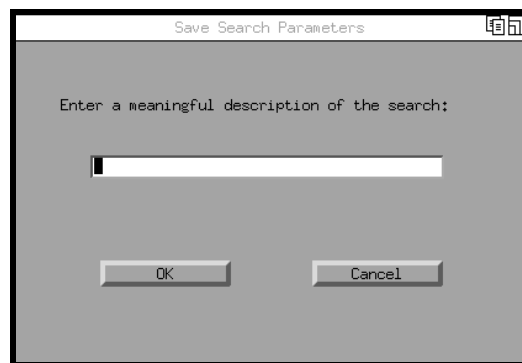 Save Search Parameters
Enter a meaningful description of the search:
OK
Cancel